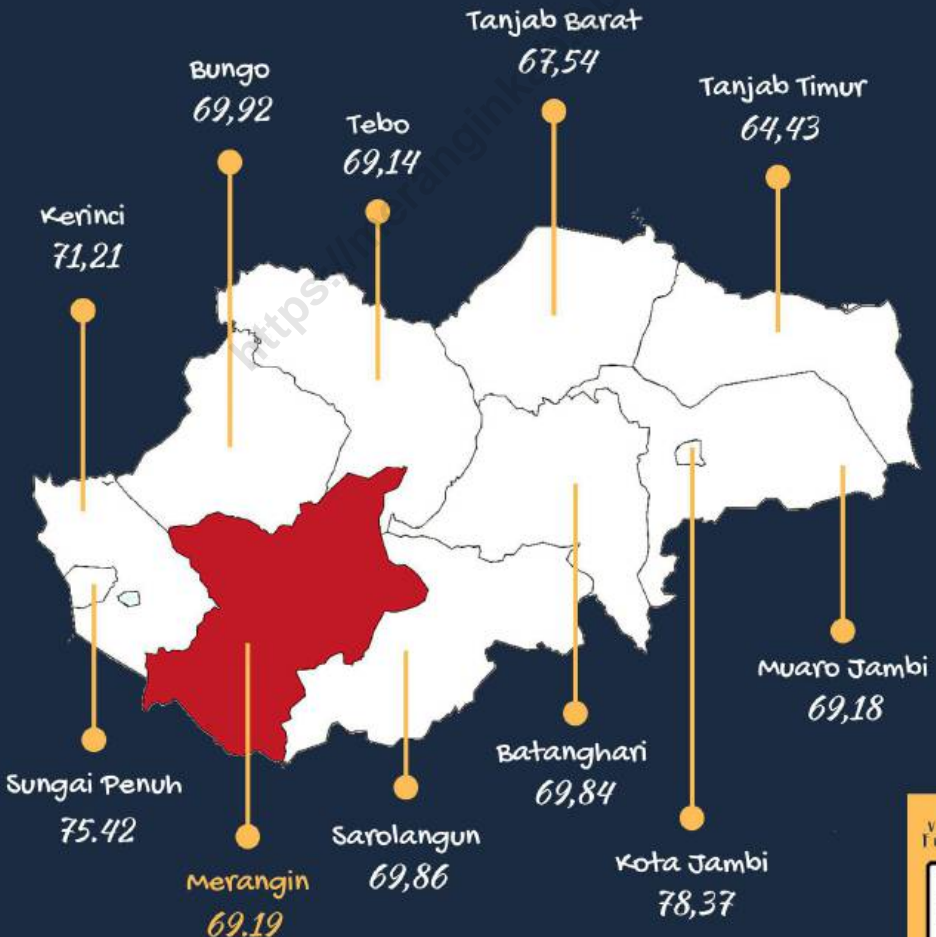 Tanjab Barat
67,54
Bungo
69,92
Tanjab Timur
64,43
Tebo
69,14
Kerinci
71,21
https://meranginko
Muaro Jambi
69,18
Batanghari
69,84
Sungai Penuh
75.42
Sarolangun
69,86
Kota Jambi
78,37
Merangin
69.19